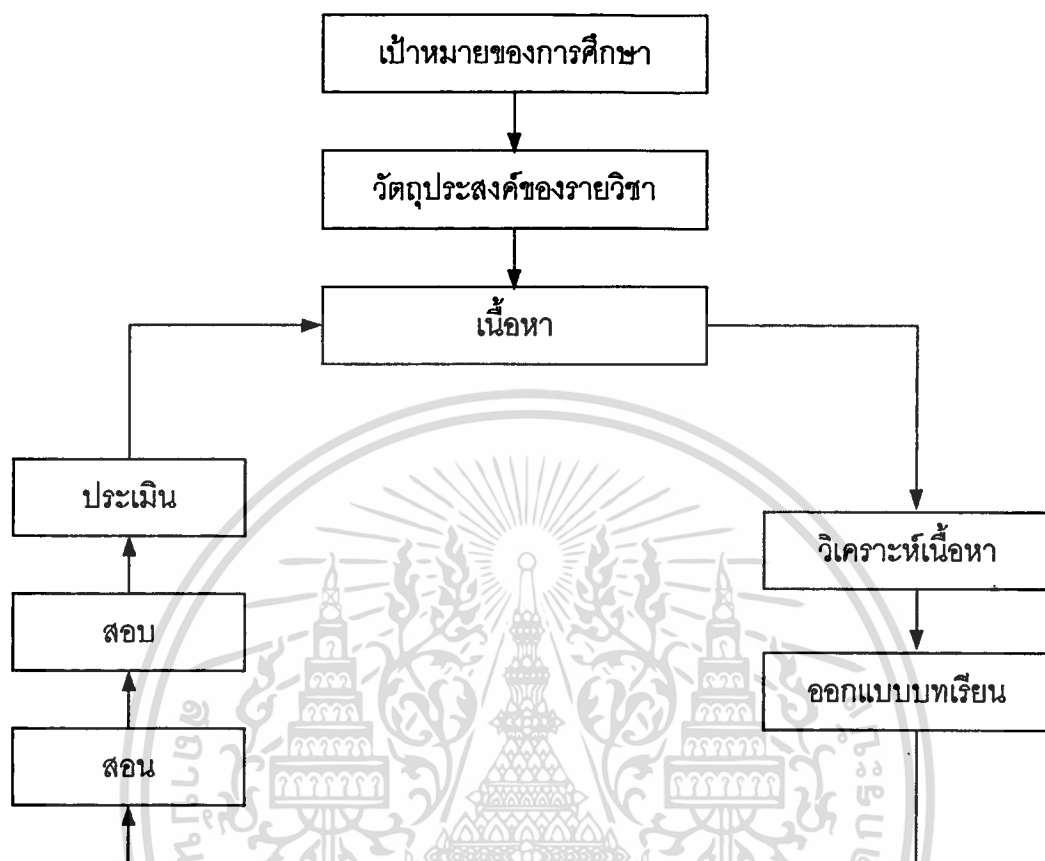 เป้าหมายของการศึกษา
วัตถุประสงค์ของรายวิชา
เนื้อหา
ประเมิน
วิเคราะห์เนื้อหา
สอบ
ออกแบบบทเรียน
สอน